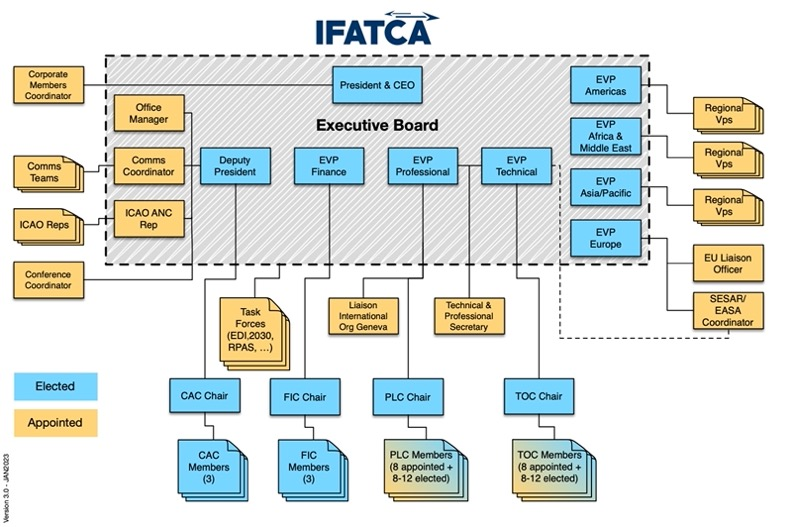 IFATCA
Corporate
Members
Coordinator
President & CEO
EVP
Americas
Office
Manager
Regional
Vps
Executive Board
EVP
Africa &
Middle East
Comms
Teams
Comms
Coordinator
Deputy
President
EVP
Finance
EVP
Professional
EVP
Technical
Regional
Vps
EVP
Asia/Pacific
Regional
Vps
ICAO Reps
ICAO ANC
Rep
EVP
Europe
Conference
Coordinator
EU Liaison
Officer
Task
Forces
(EDI,2030,
RPAS, ...)
Liaison
International
Org Geneva
Technical &
Professional
Secretary
SESAR/
EASA
Coordinator
Elected
Appointed
CAC Chair
FIC Chair
PLC Chair
TOC Chair
CAC
Members
(3)
FIC
Members
(3)
PLC Members
(8 appointed +
8-12 elected)
TOC Members
(8 appointed +
8-12 elected)
Version 3.0 - JAN2023